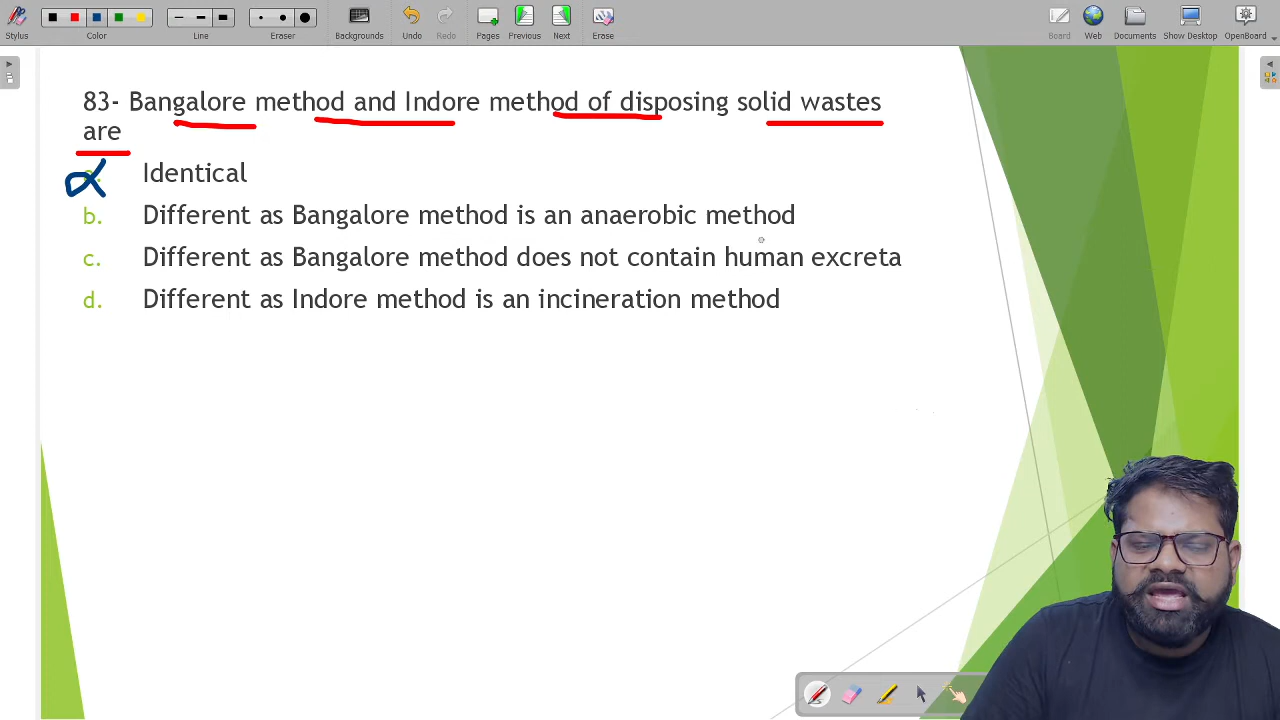 Stylus
Color
Line
Eraser
Backgrounds
Undo
Redo
Pages
Previous
Next
Erase
Board
Web
Documents
Show Desktop
OpenBoard
83- Bangalore method and Indore method of disposing solid wastes
are
Identical
b. Different as Bangalore method is an anaerobic method
c. Different as Bangalore method does not contain human excreta
d. Different as Indore method is an incineration method